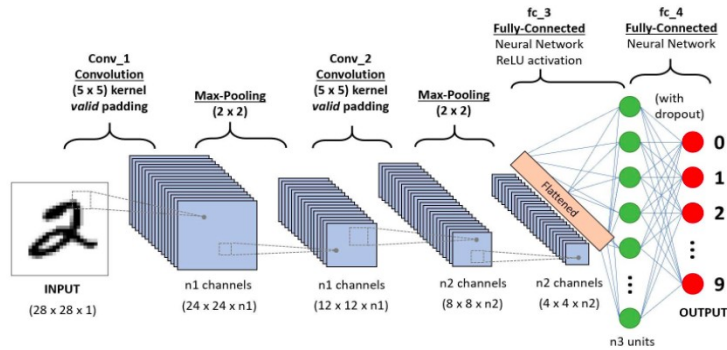 fc_3
Fully-Connected
Neural Network
ReLU activation
fc_4
Fully-Connected
Neural Network
Conv_1
Convolution
(5 x 5) kernel
valid padding
Max-Pooling
(2 x 2)
Conv_2
Convolution
(5 x 5) kernel
valid padding
Max-Pooling
(2 x 2)
(with
dropout)
2
INPUT
(28 x 28 x 1)
n1 channels
(24 x 24 x n1)
n1 channels
(12 x 12 x n1)
n2 channels
(8 x 8 x n2)
n2 channels
(4 x 4 x n2)
Flattened
⋮
n3 units
0
1
2
⋮
9
OUTPUT